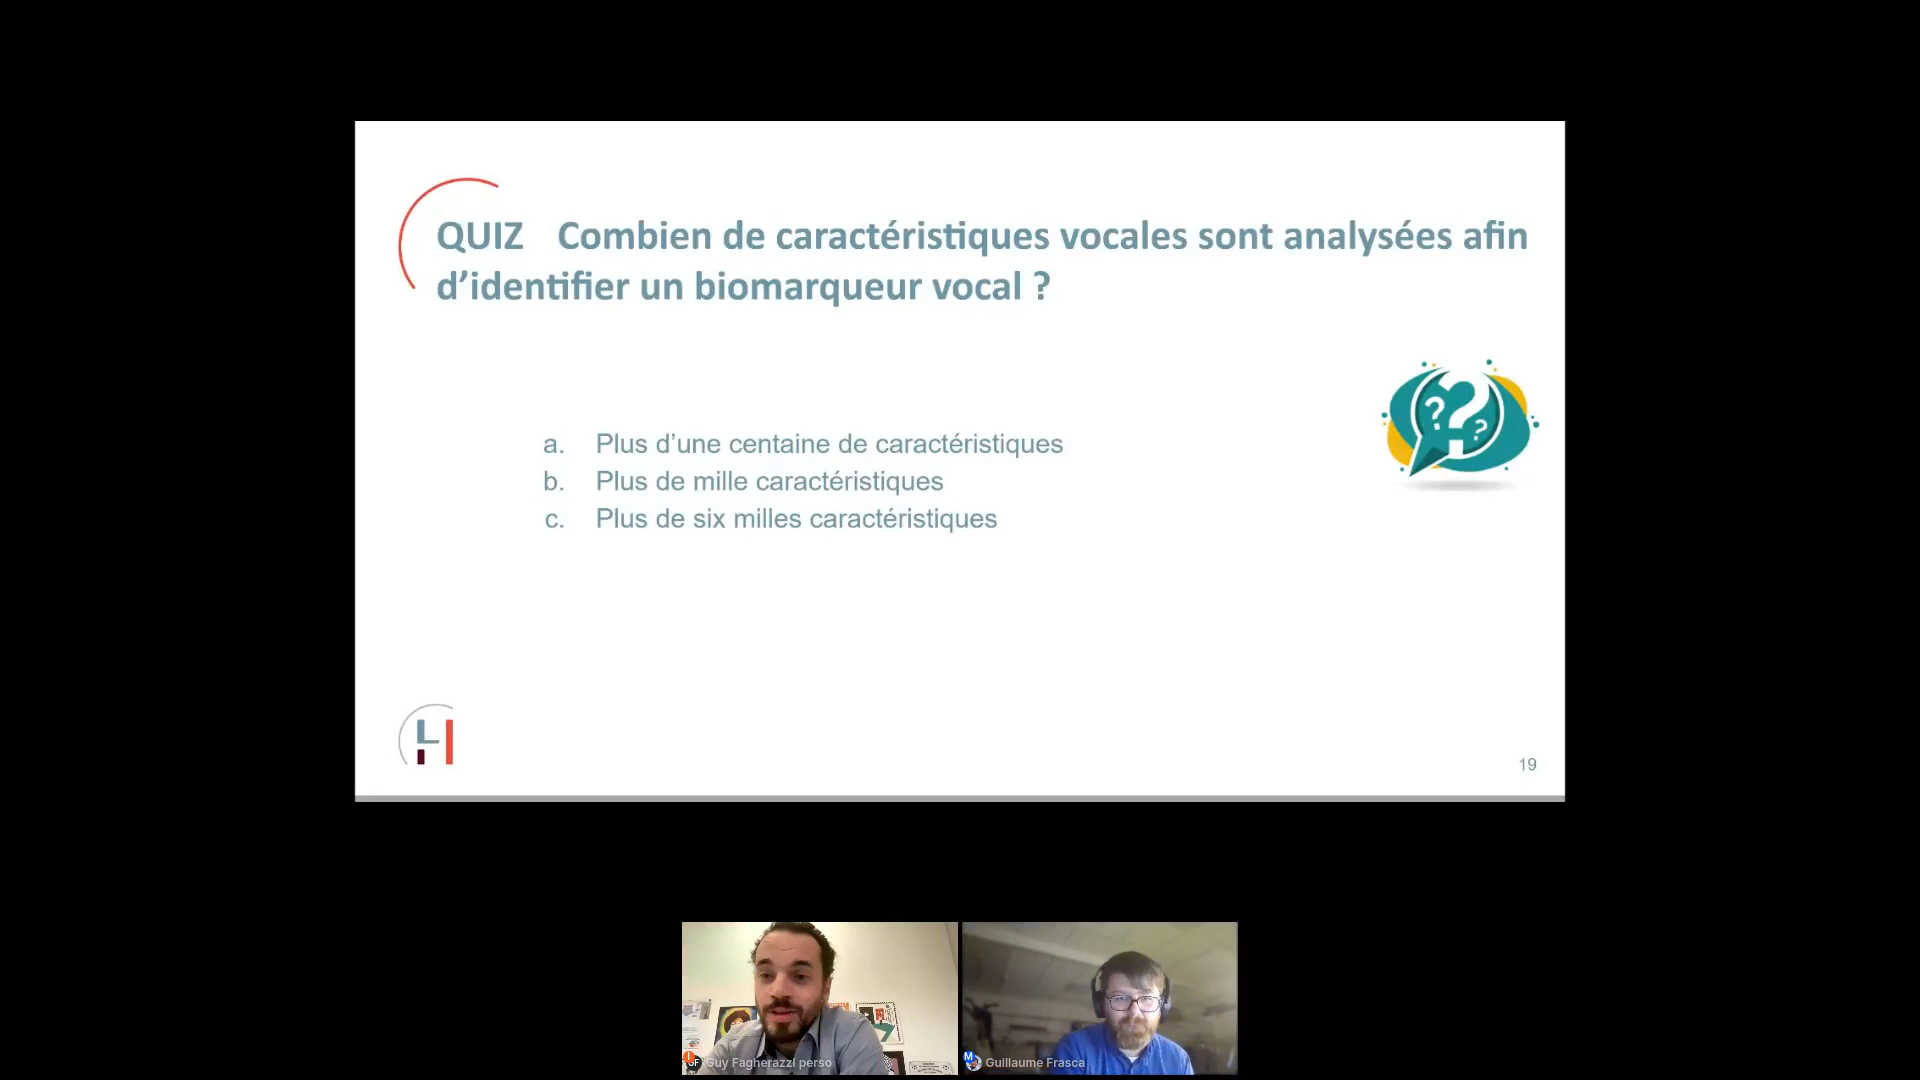 QUIZ Combien de caractéristiques vocales sont analysées afin
d’identifier un biomarqueur vocal ?
a. Plus d’une centaine de caractéristiques
b. Plus de mille caractéristiques
c. Plus de six milles caractéristiques
19
Guy Fagherazzi perso
Guillaume Frasca